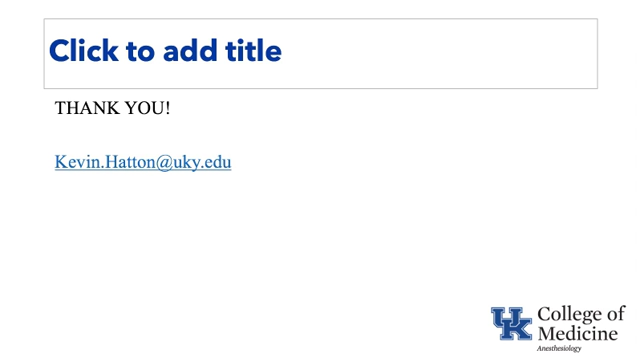 Click to add title
THANK YOU!
Kevin.Hatton@uky.edu
UK
College of
Medicine
Anesthesiology